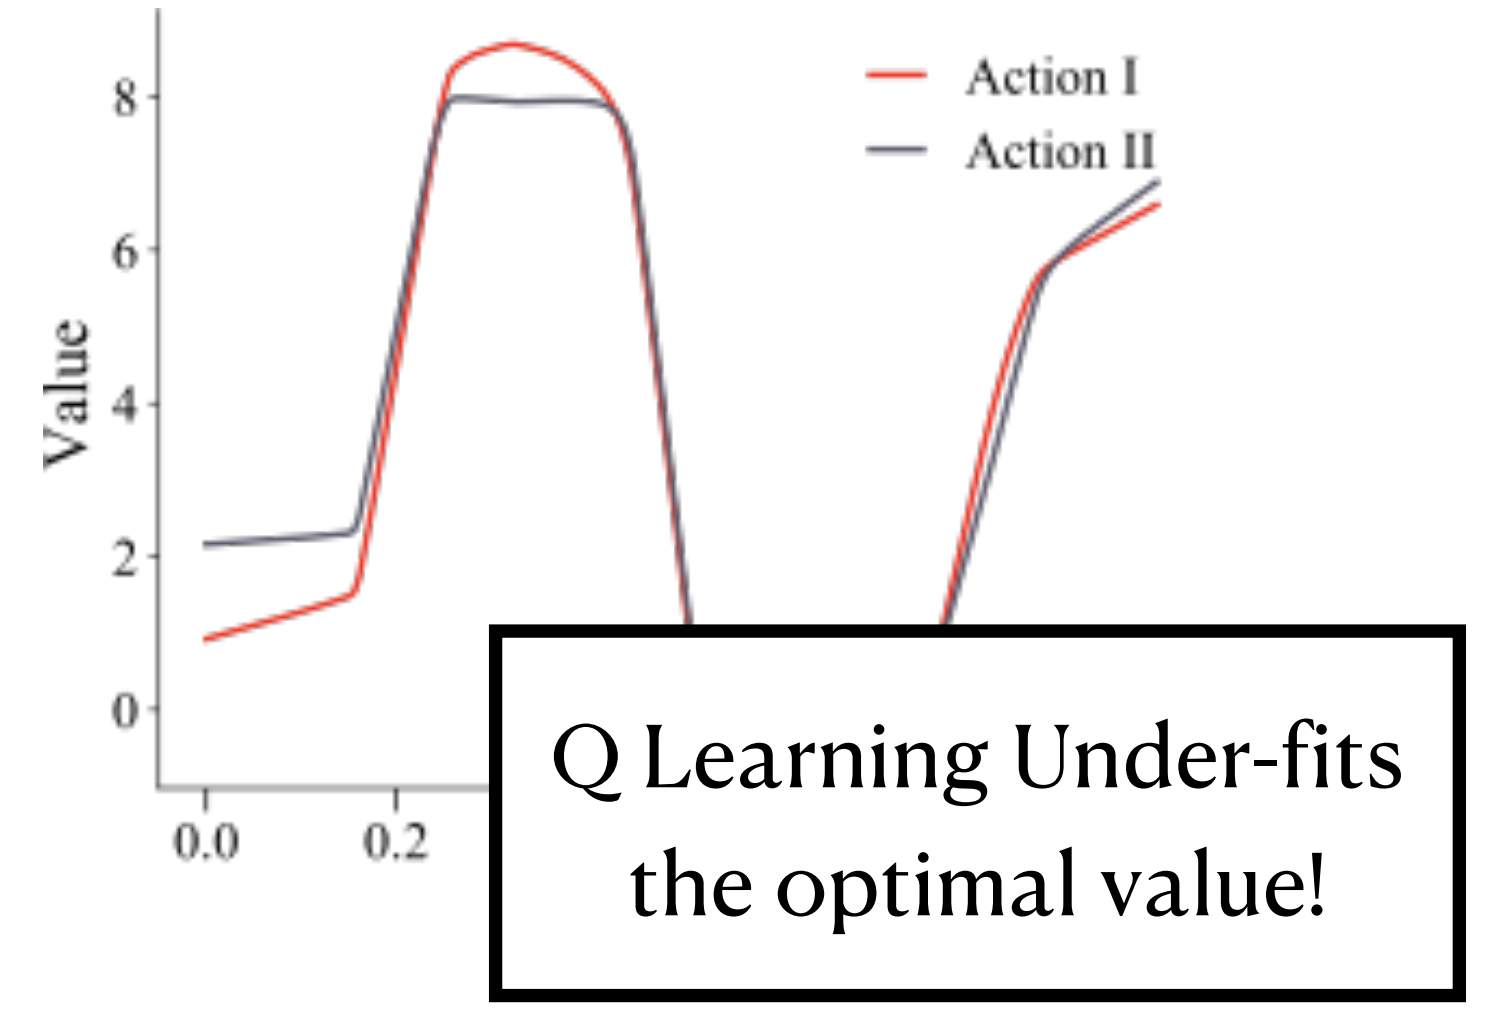 8
6
4
2
0
Value
Action I
Action II
0.0
0.2
Q Learning Under-fits
the optimal value!